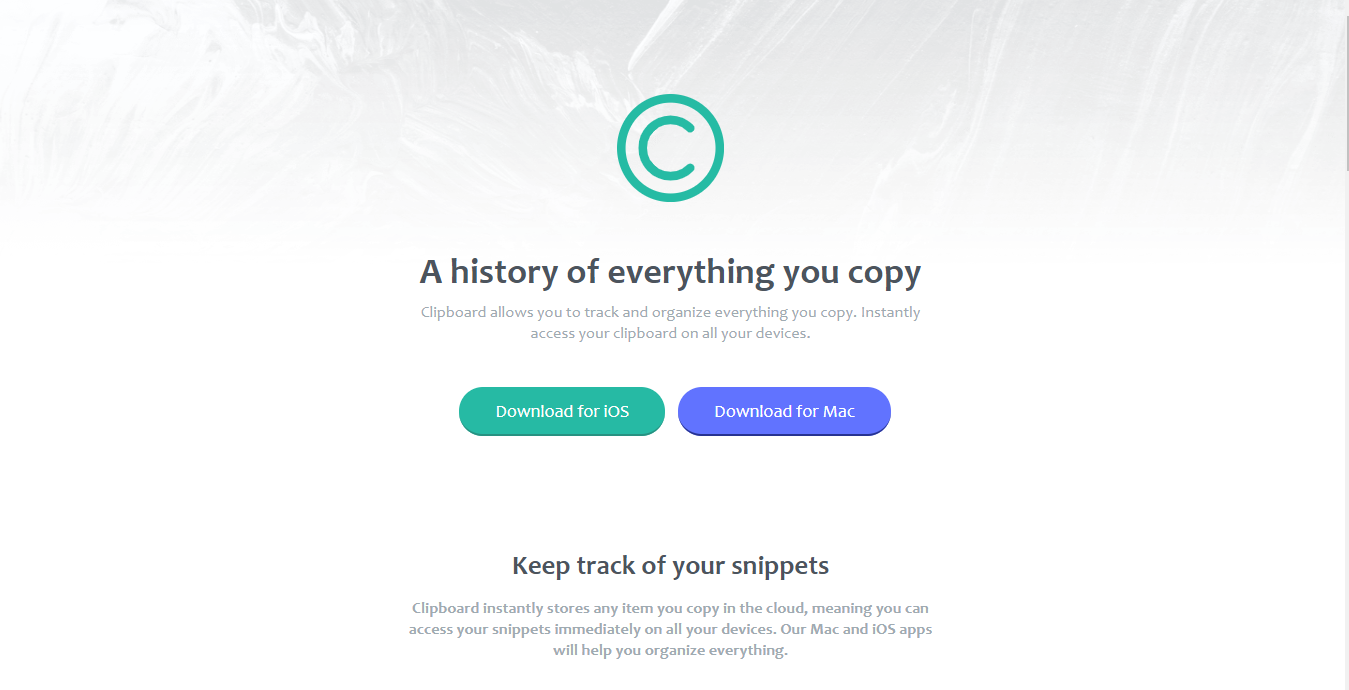 A history of everything you copy
Clipboard allows you to track and organize everything you copy. Instantly
access your clipboard on all your devices.
Download for iOS
Download for Mac
Keep track of your snippets
Clipboard instantly stores any item you copy in the cloud, meaning you can
access your snippets immediately on all your devices. Our Mac and iOS apps
will help you organize everything.